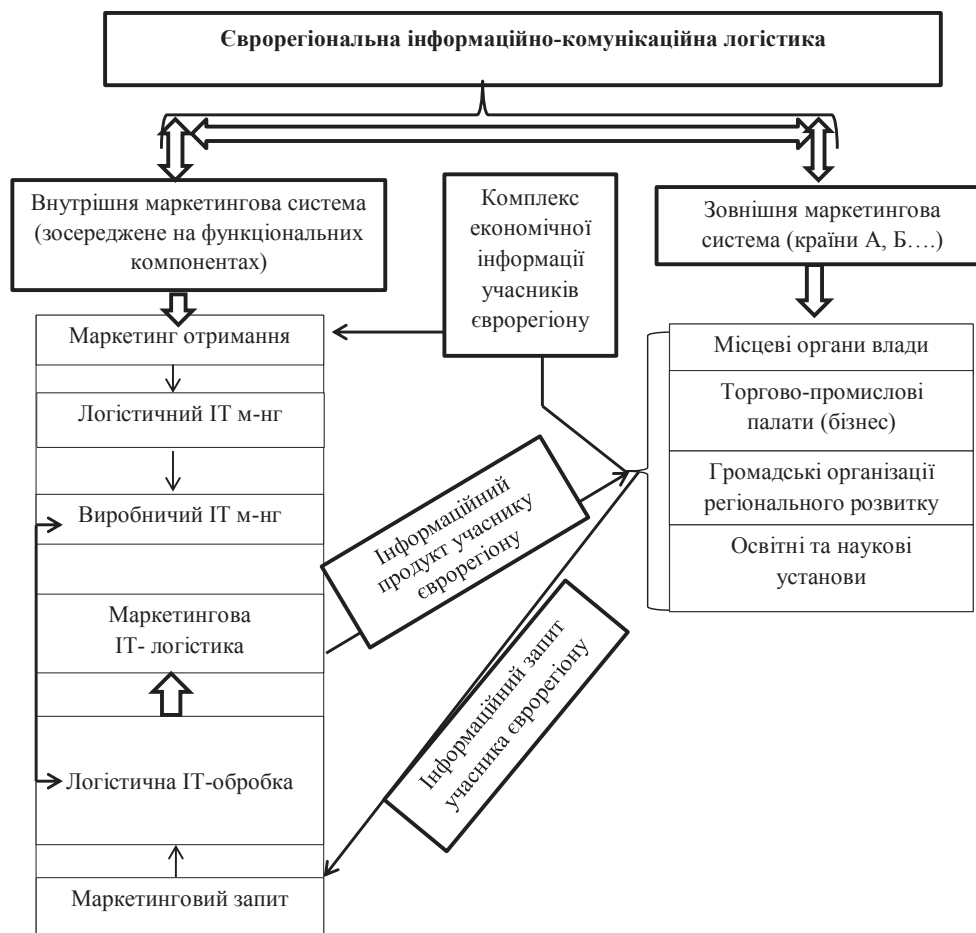 Єврорегіональна інформаційно-комунікаційна логістика
Внутрішня маркетингова система
(зосереджене на функціональних
компонентах)
Комплекс
економічної
інформації
учасників
єврорегіону
Зовнішня маркетингова
система (країни А, Б….)
Маркетинг отримання
Логістичний ІТ м-нг
Виробничий ІТ м-нг
Маркетингова
ІТ- логістика
Логістична ІТ-обробка
Маркетинговий запит
Інформаційний
продукт учаснику
єврорегіону
Інформаційний запит
учасника єврорегіону
Місцеві органи влади
Торгово-промислові
палати (бізнес)
Громадські організації
регіонального розвитку
Освітні та наукові
установи